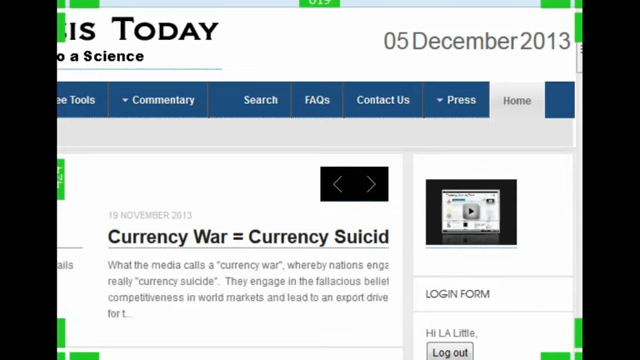 sis Today
05 December 2013
o a Science
ee Tools
Commentary
Search
FAQs
Contact Us
Press
Home
19 NOVEMBER 2013
Currency War = Currency Suicid
What the media calls a "currency war", whereby nations enga
ails
really "currency suicide". They engage in the fallacious belief
competitiveness in world markets and lead to an export drive
for t...
LOGIN FORM
Hi LA Little,
Log out